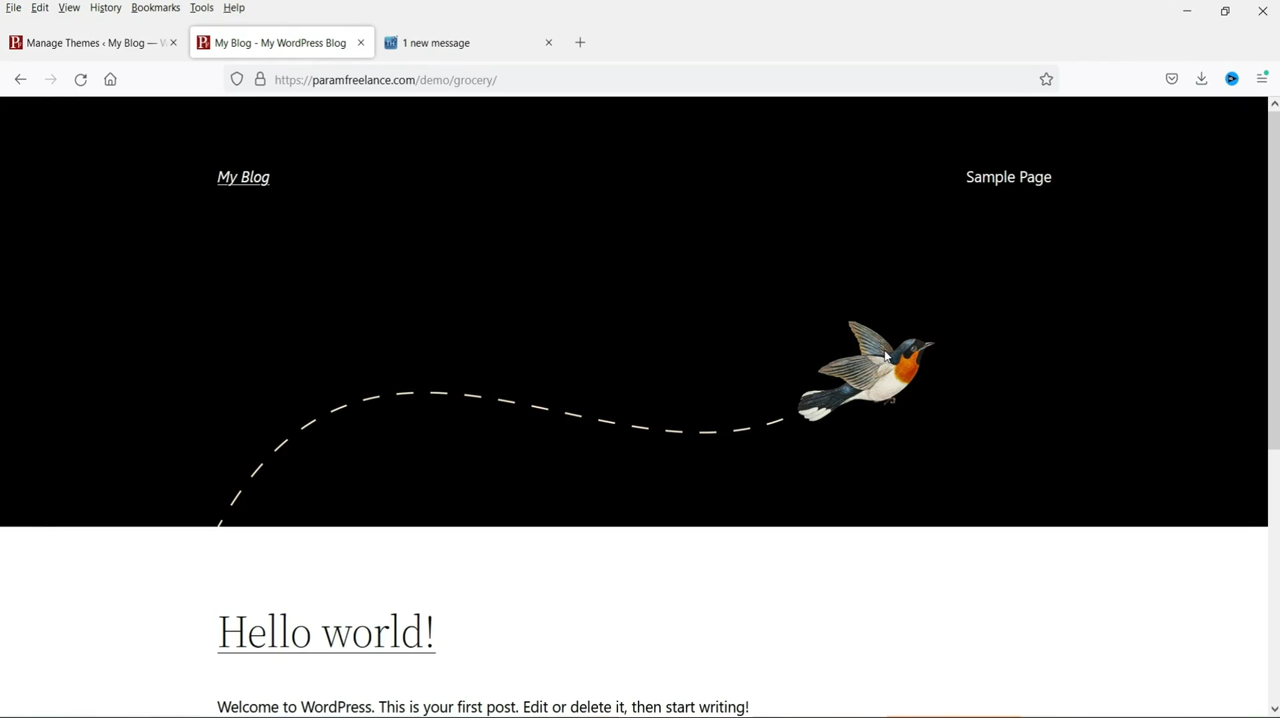 File Edit View History Bookmarks Tools Help
Manage Themes ‹ My Blog — W
My Blog - My WordPress Blog
1 new message
https://paramfreelance.com/demo/grocery/
My Blog
Sample Page
Hello world!
Welcome to WordPress. This is your first post. Edit or delete it, then start writing!